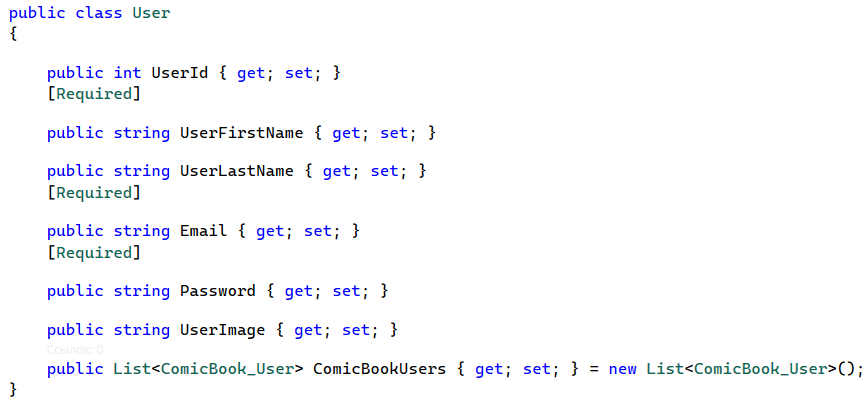 public class User
{
public int UserId { get; set; }
[Required]
public string UserFirstName { get; set; }
public string UserLastName { get; set; }
[Required]
public string Email { get; set; }
[Required]
public string Password { get; set; }
public string UserImage { get; set; }
Ссылок: 0
public List<ComicBook_User> ComicBookUsers { get; set; } = new List<ComicBook_User>();
}